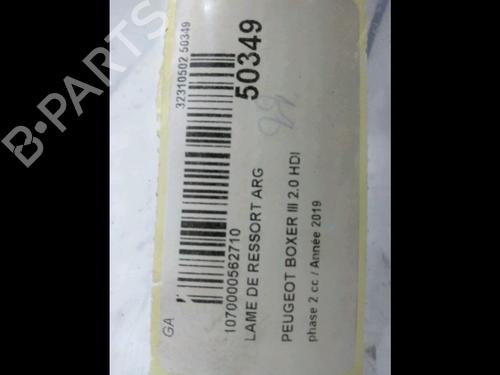 32310502 50349
50349
GA
1070000562710
LAME DE RESSORT ARG
PEUGEOT BOXER III 2.0 HDI
phase 2 cc / Année 2019
B-PARTS